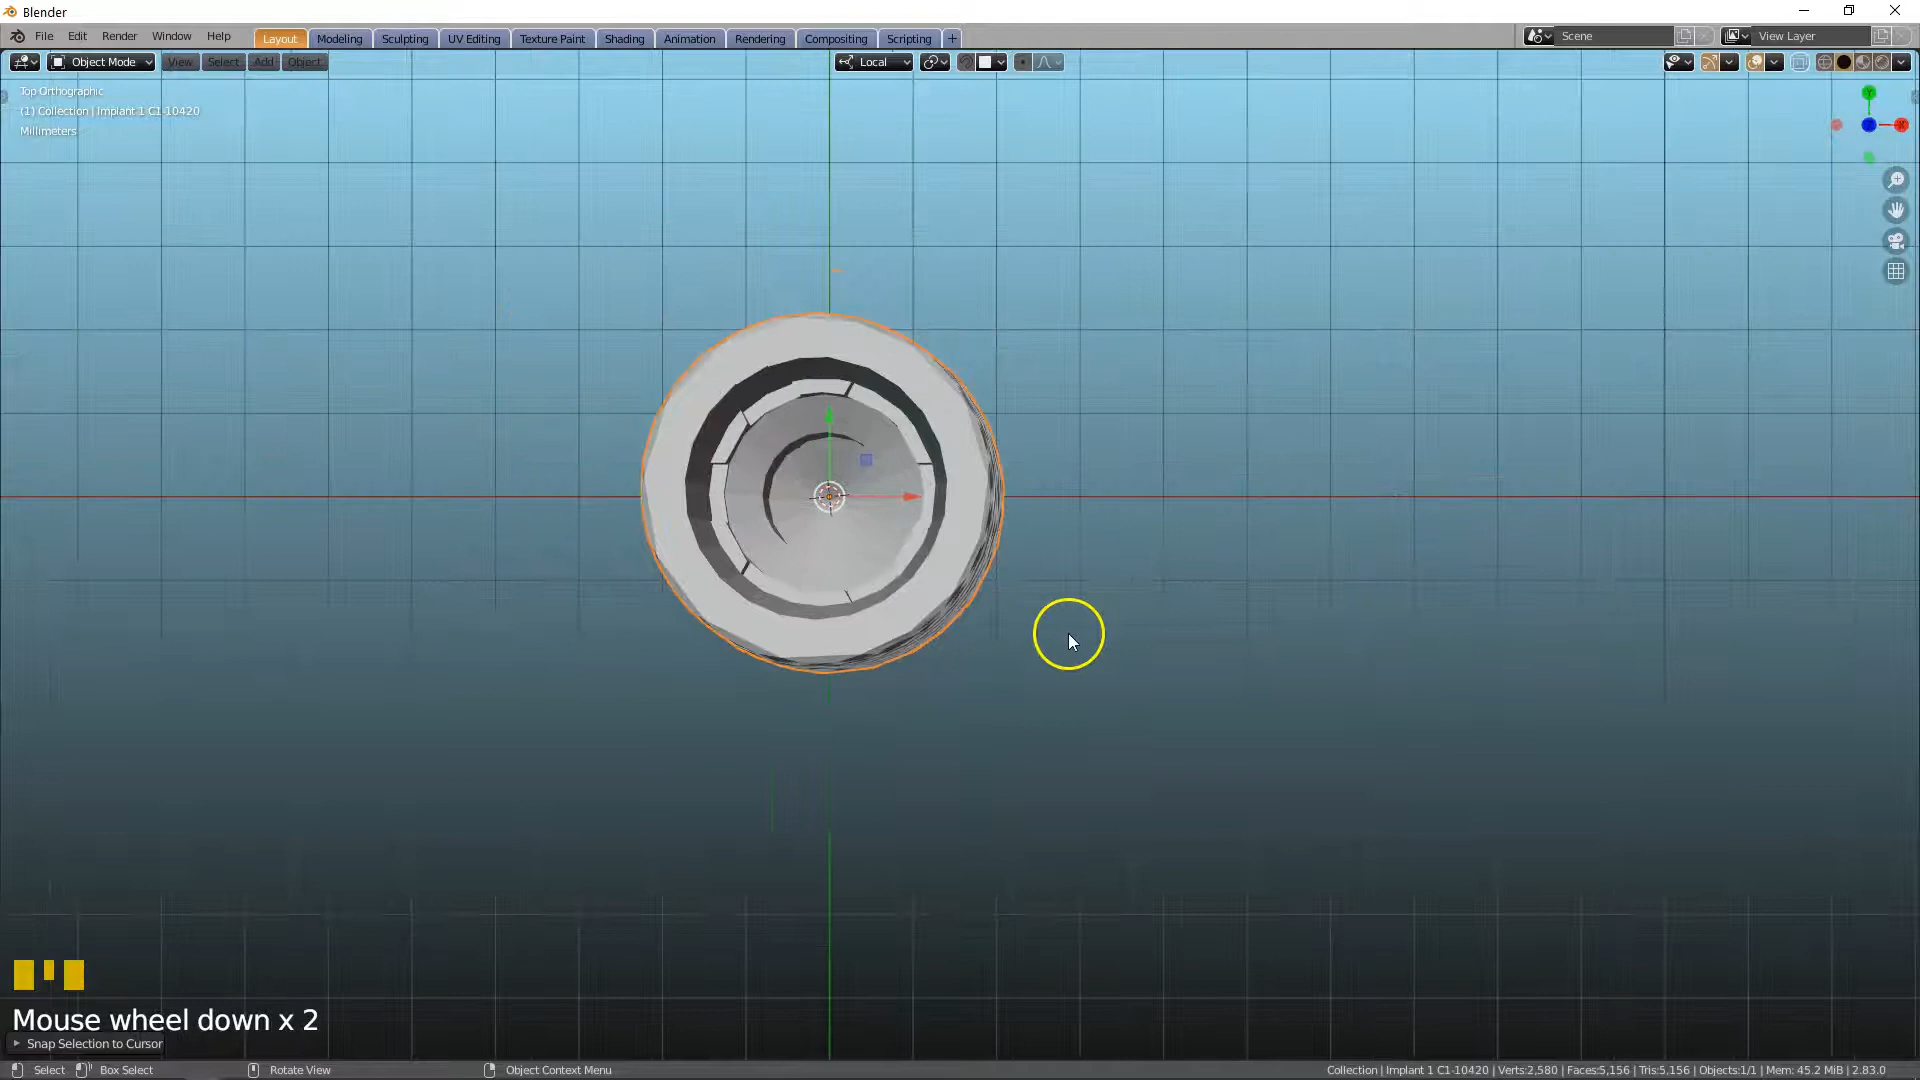 Blender
File Edit Render Window Help Layout Modeling Sculpting UV Editing Texture Paint Shading Animation Rendering Compositing Scripting + Scene View Layer
Object Mode View Select Add Object Local
Top Orthographic
(1) Collection | Implant 1 C1-10420
Millimeters
Y
X
Mouse wheel down x 2
Snap Selection to Cursor
Select Box Select Rotate View Object Context Menu Collection | Implant 1 C1-10420 | Verts:2,580 | Faces:5,156 | Tris:5,156 | Objects:1/1 | Mem: 45.2 MiB | 2.83.0